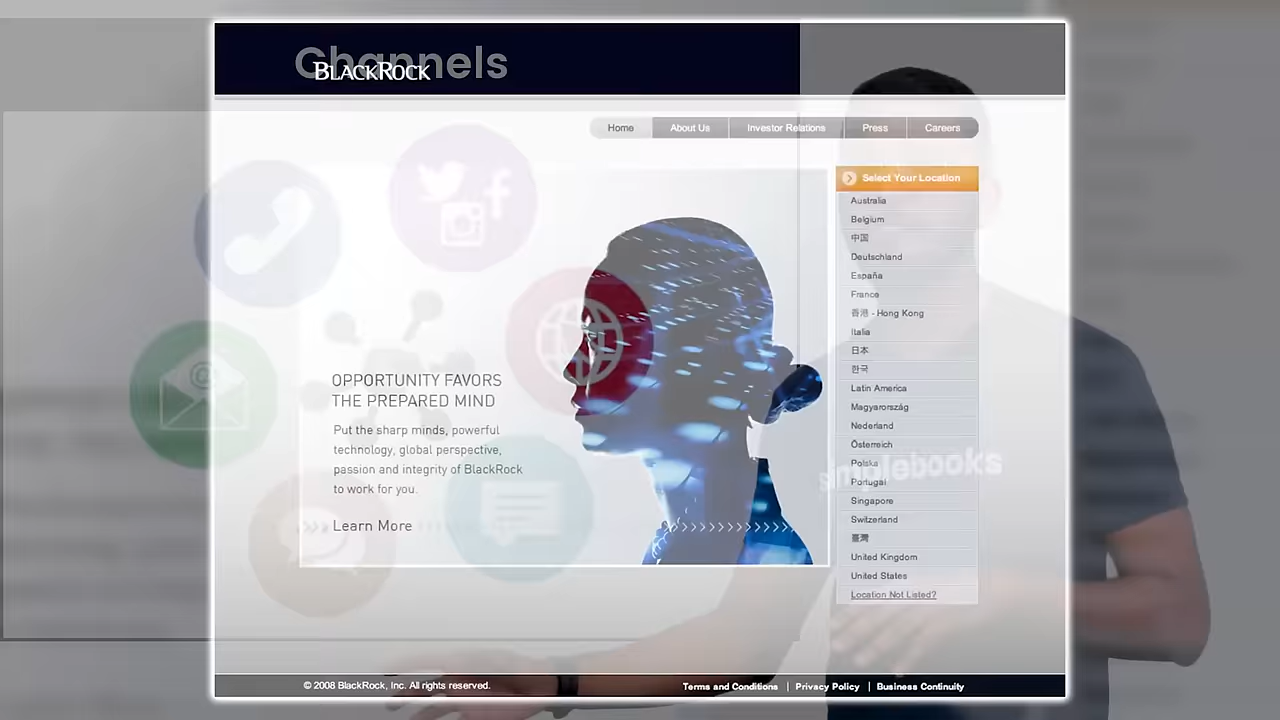 Channels
BLACKROCK
Home
About Us
Investor Relations
Press
Careers
Select Your Location
Australia
Belgium
中国
Deutschland
España
France
香港 - Hong Kong
Italia
日本
한국
Latin America
Magyarország
Nederland
Österreich
Polska
Portugal
Singapore
Switzerland
臺灣
United Kingdom
United States
Location Not Listed?
OPPORTUNITY FAVORS
THE PREPARED MIND
Put the sharp minds, powerful
technology, global perspective,
passion and integrity of BlackRock
to work for you.
Learn More
simplebooks
© 2008 BlackRock, Inc. All rights reserved.
Terms and Conditions | Privacy Policy | Business Continuity